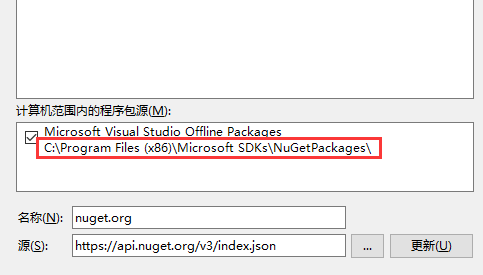 计算机范围内的程序包源(M):
Microsoft Visual Studio Offline Packages
C:\Program Files (x86)\Microsoft SDKs\NuGetPackages\
名称(N): nuget.org
源(S): https://api.nuget.org/v3/index.json ... 更新(U)